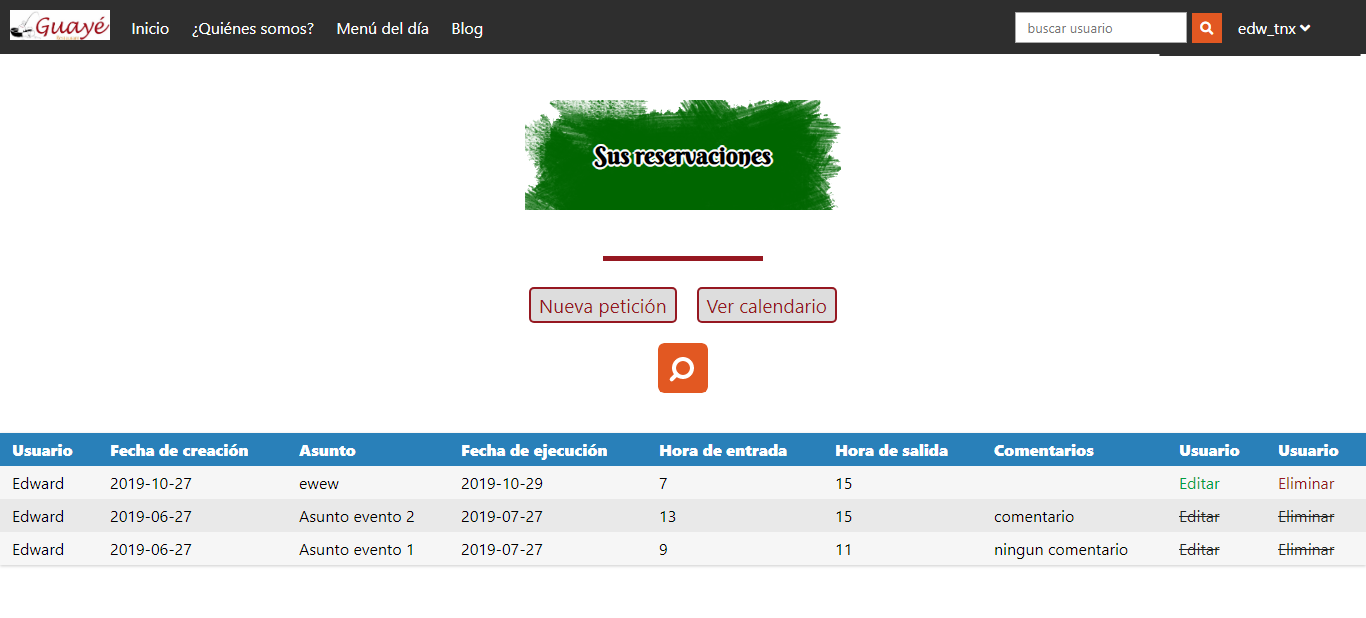 Guayé Inicio ¿Quiénes somos? Menú del día Blog buscar usuario edw_tnx
Sus reservaciones
Nueva petición Ver calendario
Usuario Fecha de creación Asunto Fecha de ejecución Hora de entrada Hora de salida Comentarios Usuario Usuario
Edward 2019-10-27 ewew 2019-10-29 7 15 Editar Eliminar
Edward 2019-06-27 Asunto evento 2 2019-07-27 13 15 comentario Editar Eliminar
Edward 2019-06-27 Asunto evento 1 2019-07-27 9 11 ningun comentario Editar Eliminar